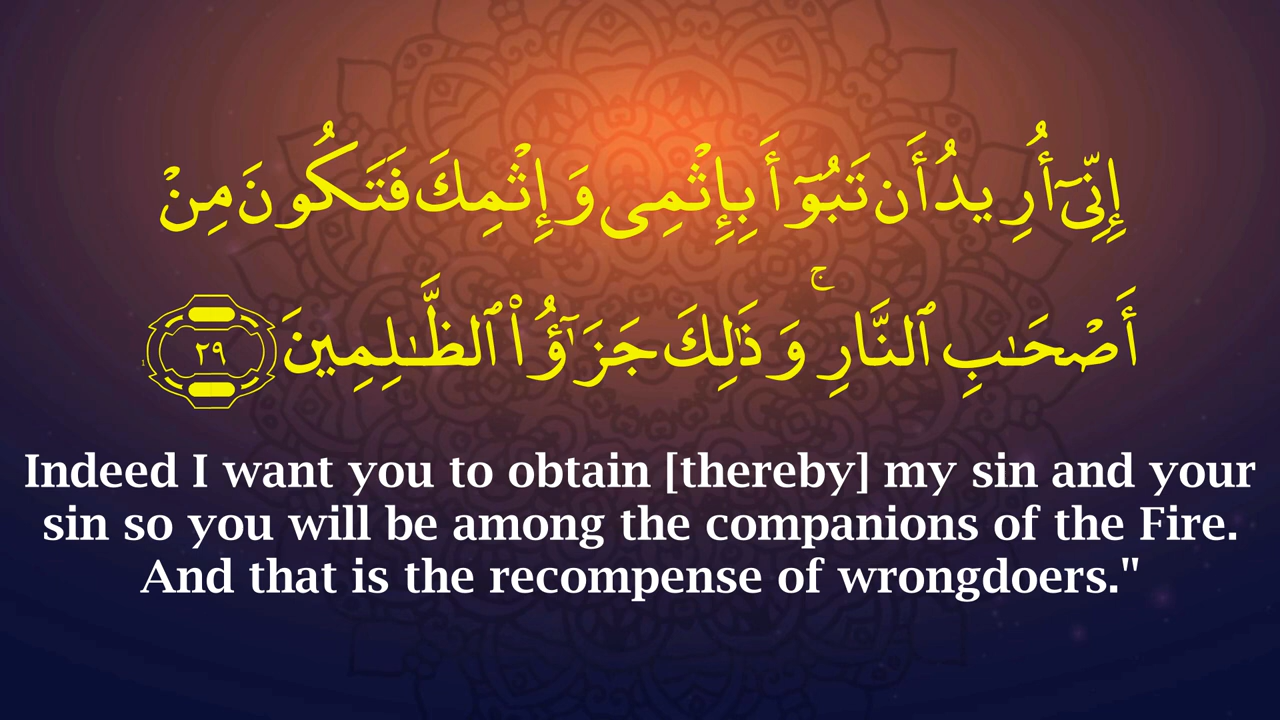 إِنِّىٓ أُرِيدُ أَن تَبُوٓأَ بِإِثْمِى وَإِثْمِكَ فَتَكُونَ مِنْ
أَصْحَـٰبِ ٱلنَّارِ ۚ وَذَٰلِكَ جَزَٰٓؤُا۟ ٱلظَّـٰلِمِينَ ٢٩
Indeed I want you to obtain [thereby] my sin and your
sin so you will be among the companions of the Fire.
And that is the recompense of wrongdoers."